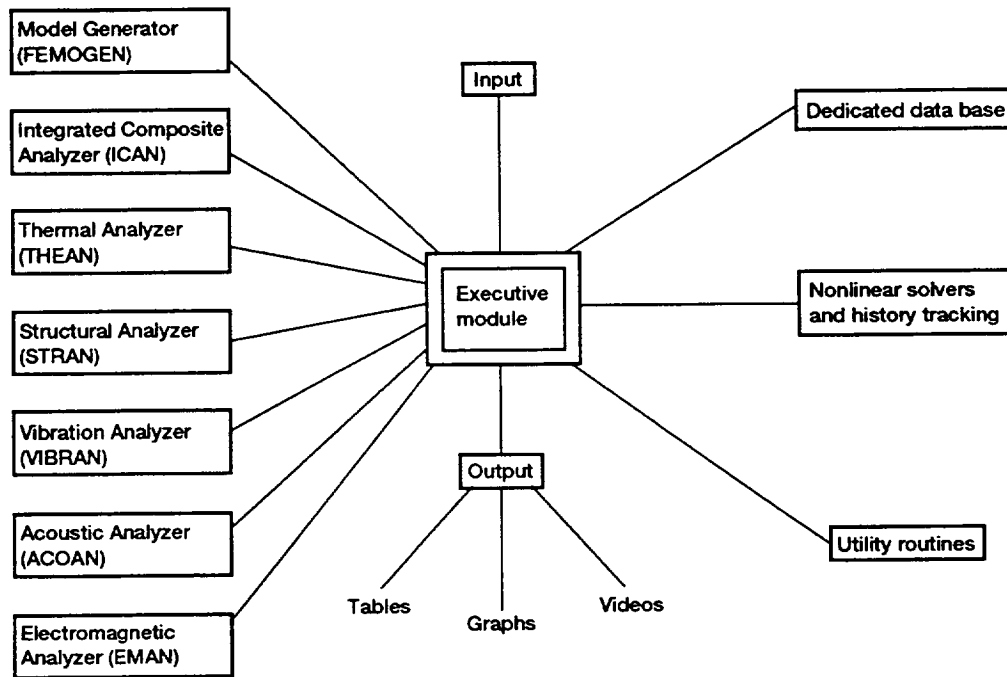 Model Generator
(FEMOGEN)
Integrated Composite
Analyzer (ICAN)
Thermal Analyzer
(THEAN)
Structural Analyzer
(STRAN)
Vibration Analyzer
(VIBRAN)
Acoustic Analyzer
(ACOAN)
Electromagnetic
Analyzer (EMAN)
Input
Executive
module
Output
Tables
Graphs
Videos
Dedicated data base
Nonlinear solvers
and history tracking
Utility routines